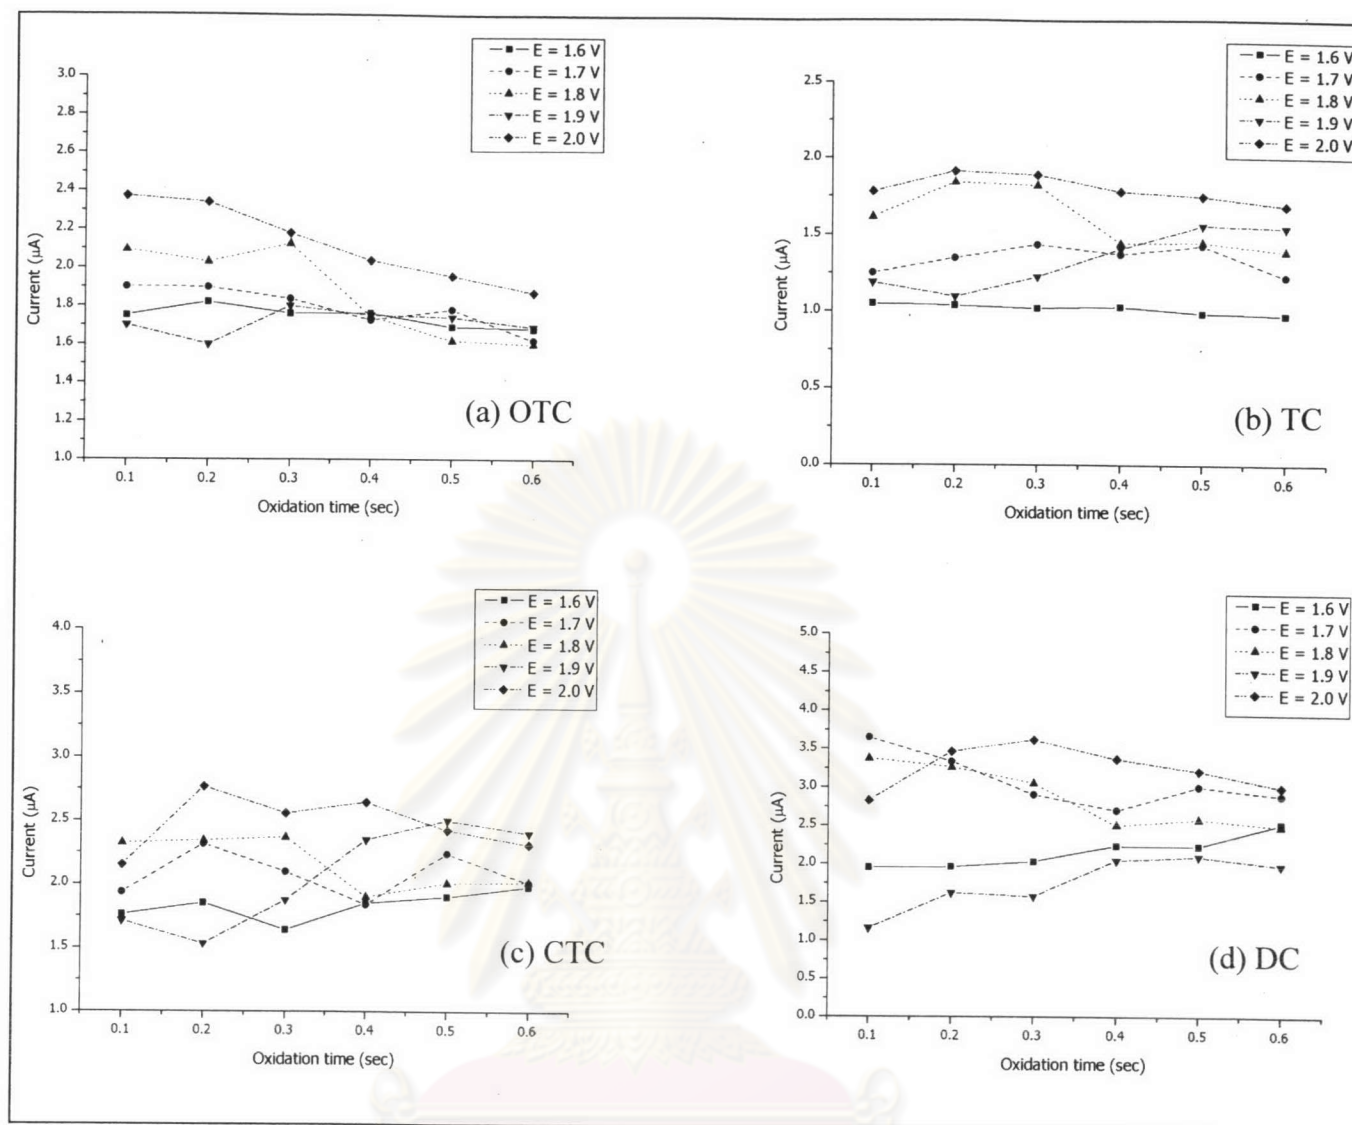 E = 1.6 V
E = 1.7 V
E = 1.8 V
E = 1.9 V
E = 2.0 V
3.0
2.8
2.6
2.4
2.2
2.0
1.8
1.6
1.4
1.2
1.0
Current (μA)
(a) OTC
0.1 0.2 0.3 0.4 0.5 0.6
Oxidation time (sec)
E = 1.6 V
E = 1.7 V
E = 1.8 V
E = 1.9 V
E = 2.0 V
2.5
2.0
1.5
1.0
0.5
0.0
Current (μA)
(b) TC
0.1 0.2 0.3 0.4 0.5 0.6
Oxidation time (sec)
E = 1.6 V
E = 1.7 V
E = 1.8 V
E = 1.9 V
E = 2.0 V
4.0
3.5
3.0
2.5
2.0
1.5
1.0
Current (μA)
(c) CTC
0.1 0.2 0.3 0.4 0.5 0.6
Oxidation time (sec)
E = 1.6 V
E = 1.7 V
E = 1.8 V
E = 1.9 V
E = 2.0 V
5.0
4.5
4.0
3.5
3.0
2.5
2.0
1.5
1.0
0.5
0.0
Current (μA)
(d) DC
0.1 0.2 0.3 0.4 0.5 0.6
Oxidation time (sec)